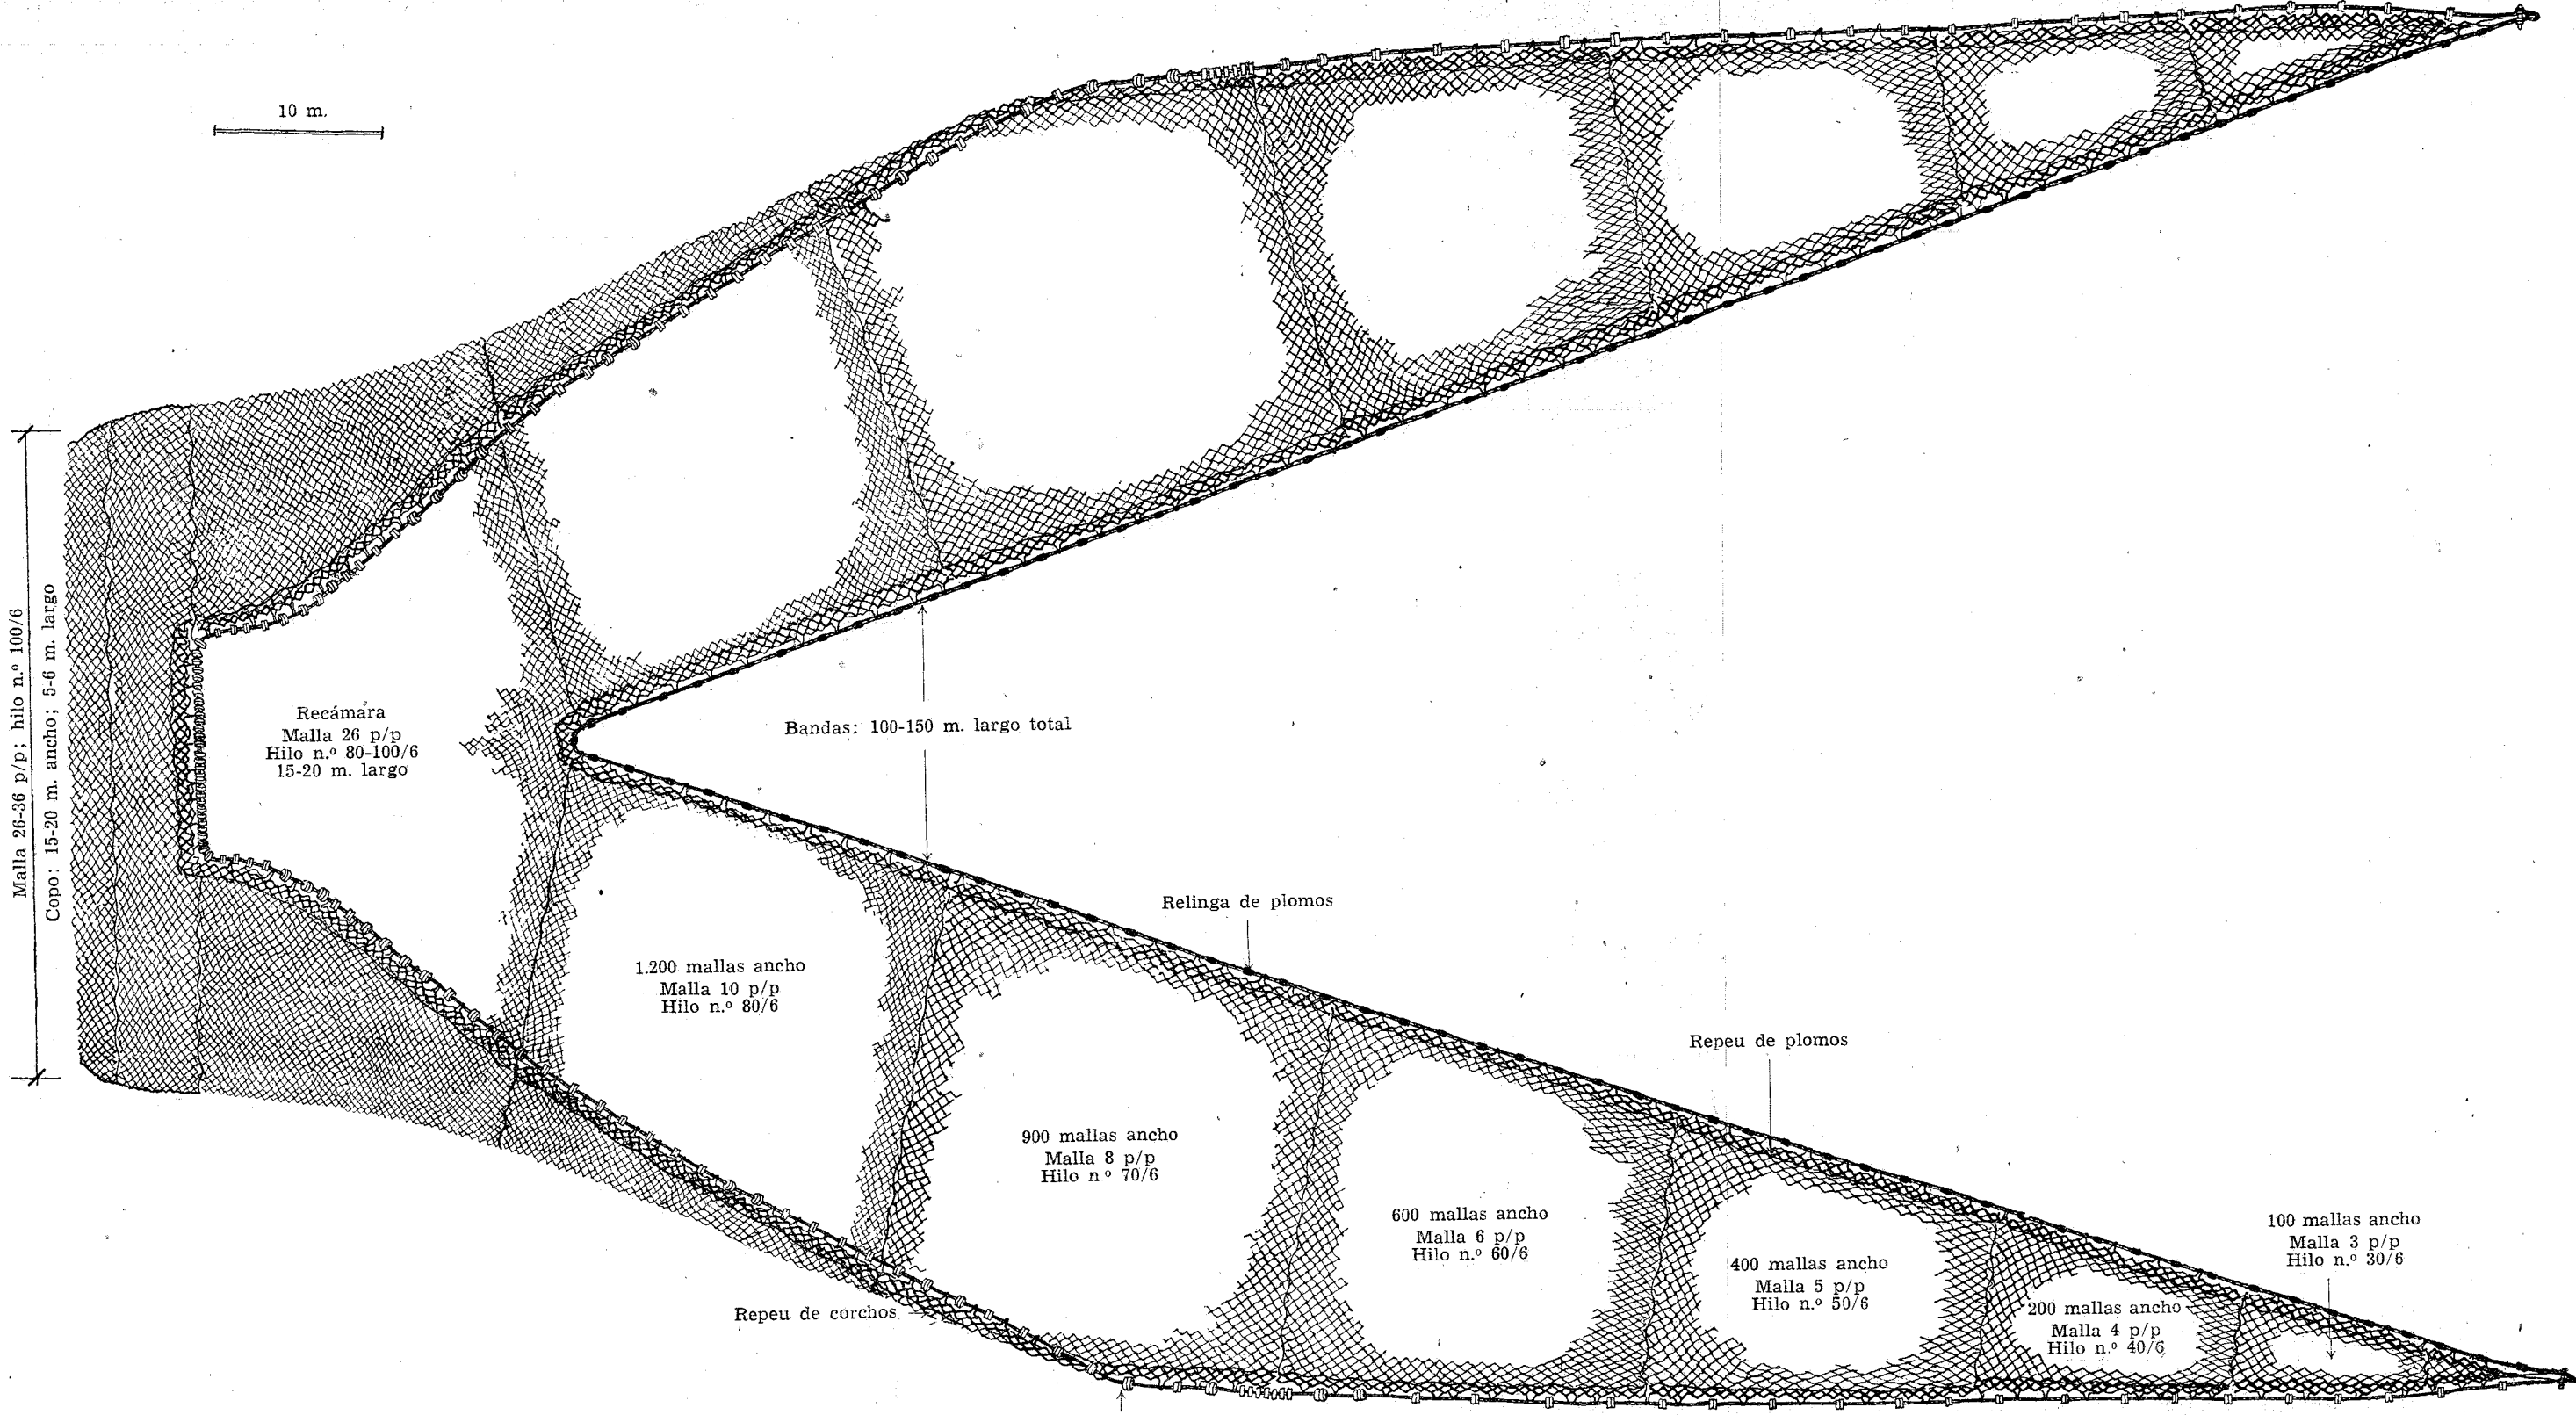 10 m.
Malla 26-36 p/p; hilo n.º 100/6
Copo: 15-20 m. ancho; 5-6 m. largo
Recámara
Malla 26 p/p
Hilo n.º 80-100/6
15-20 m. largo
Bandas: 100-150 m. largo total
Relinga de plomos
Repeu de plomos
1.200 mallas ancho
Malla 10 p/p
Hilo n.º 80/6
900 mallas ancho
Malla 8 p/p
Hilo n º 70/6
600 mallas ancho
Malla 6 p/p
Hilo n.º 60/6
400 mallas ancho
Malla 5 p/p
Hilo n.º 50/6
200 mallas ancho
Malla 4 p/p
Hilo n.º 40/6
100 mallas ancho
Malla 3 p/p
Hilo n.º 30/6
Repeu de corchos